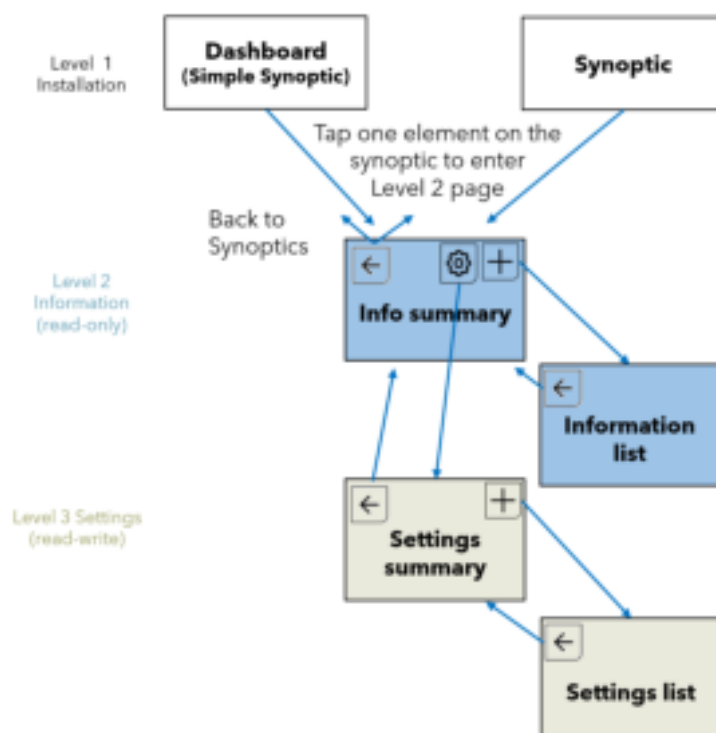 Level 1
Installation
Dashboard
(Simple Synoptic)
Synoptic
Tap one element on the
synoptic to enter
Level 2 page
Back to
Synoptics
Level 2
Information
(read-only)
Info summary
Information
list
Level 3 Settings
(read-write)
Settings
summary
Settings list